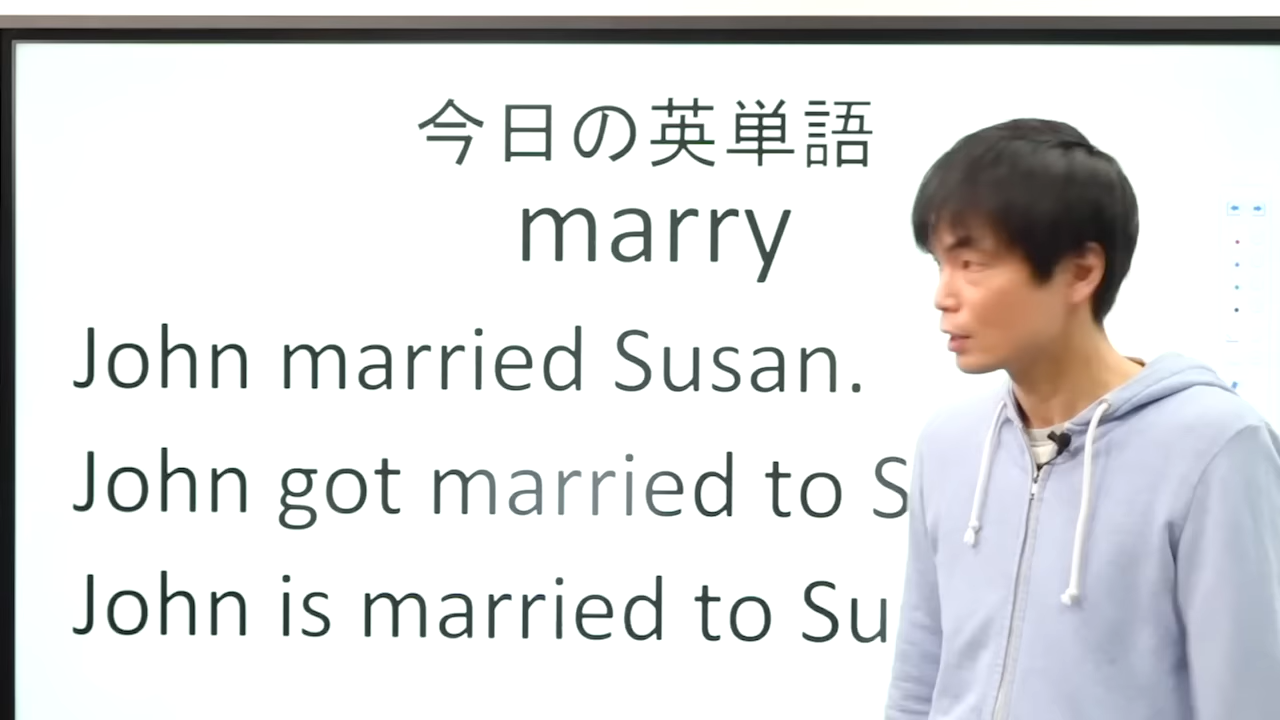 今日の英単語
marry
John married Susan.
John got married to S
John is married to Su